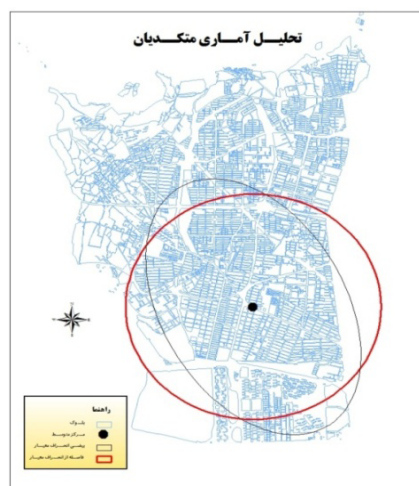 تحلیل آماری متکدیان
راهنما
بلوک
مرکز متوسط
بیضی انحراف معیار
فاصله از انحراف معیار